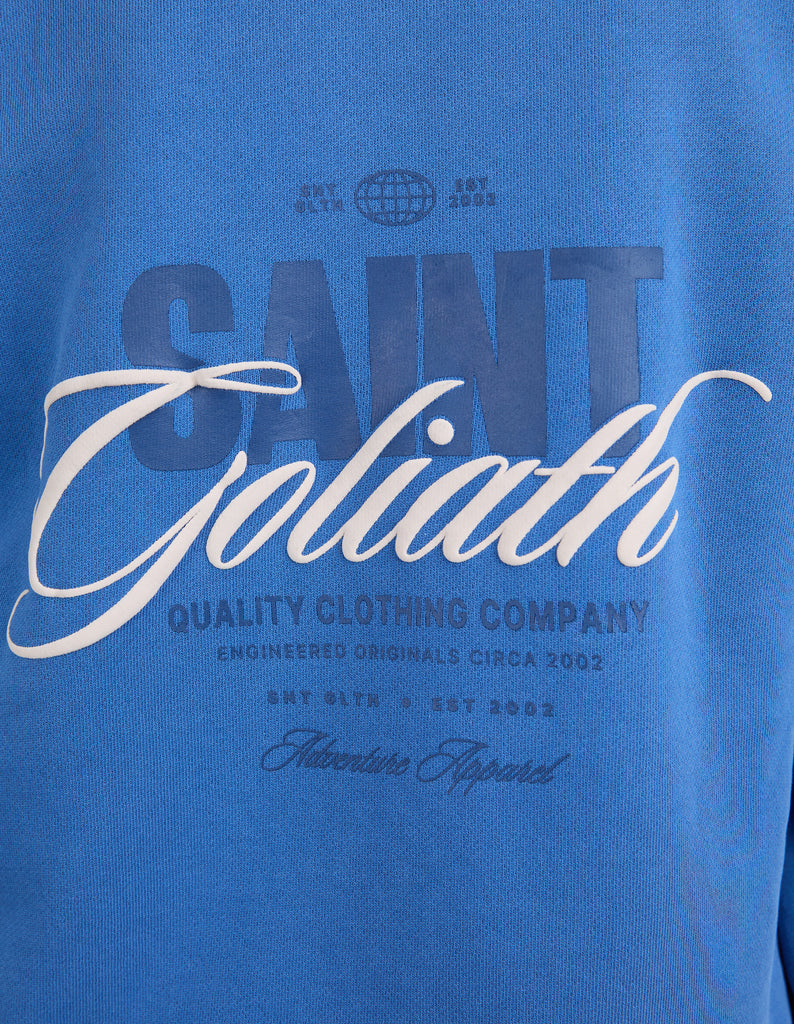 SNT EST
GLTH 2002
SAINT
Goliath
QUALITY CLOTHING COMPANY
ENGINEERED ORIGINALS CIRCA 2002
SNT GLTH EST 2002
Adventure Apparel